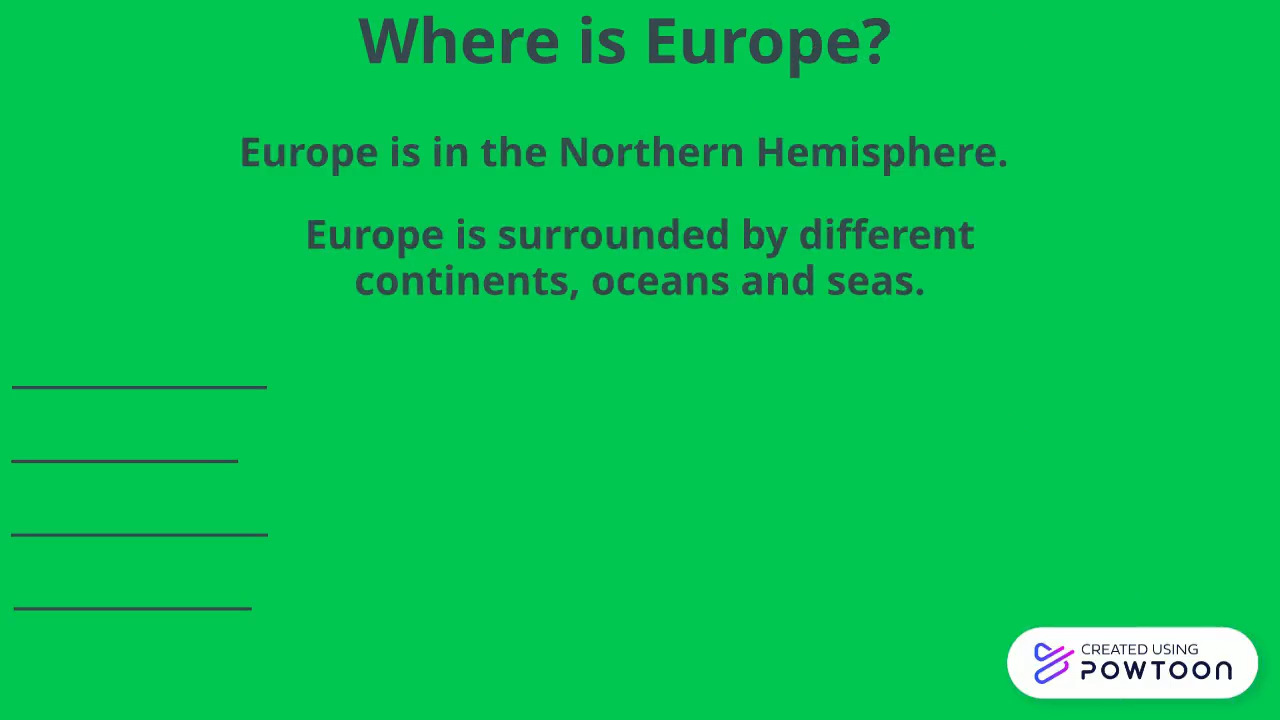 Where is Europe?
Europe is in the Northern Hemisphere.
Europe is surrounded by different
continents, oceans and seas.
CREATED USING
POWTOON